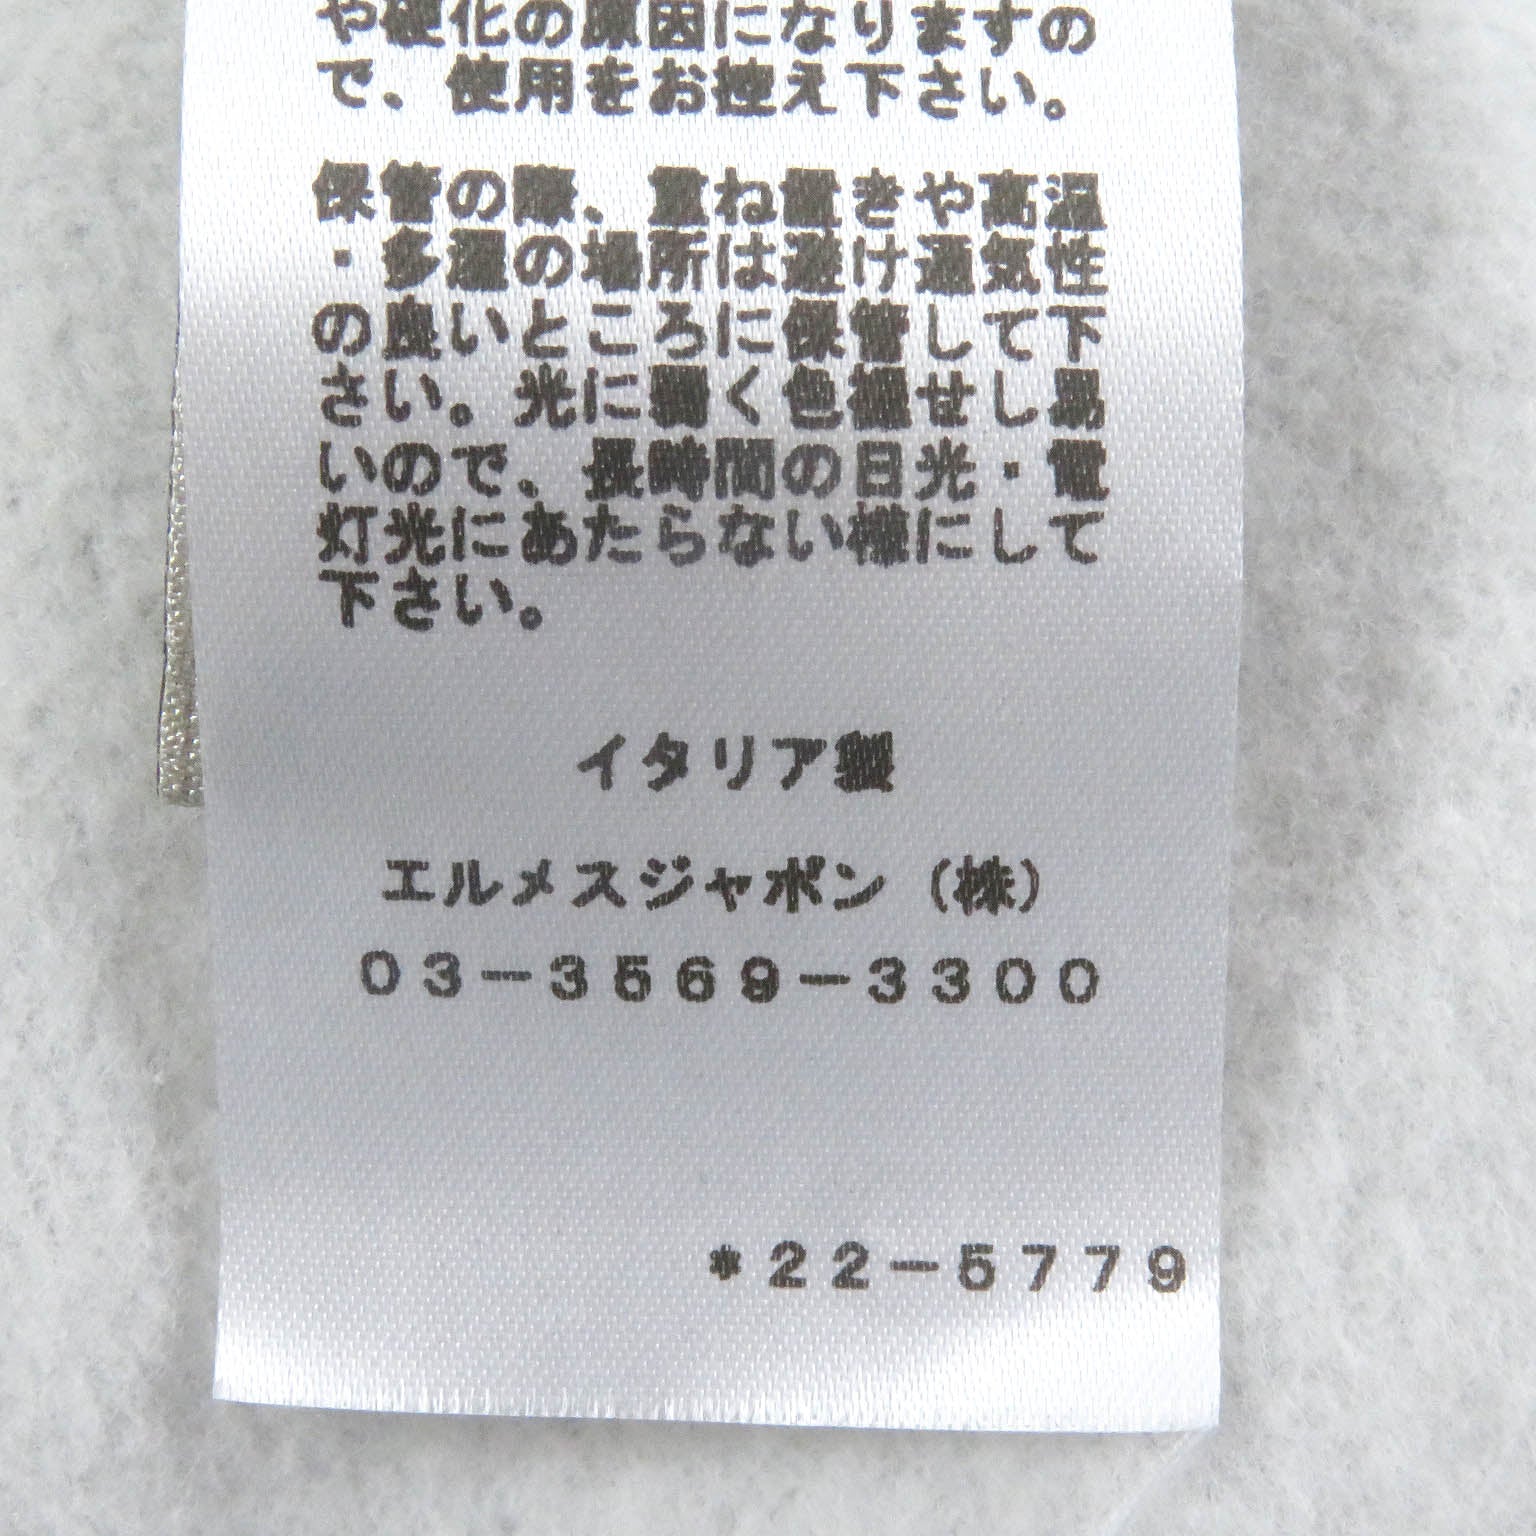 や硬化の原因になりますの
で、使用をお控え下さい。
保管の際、重ね置きや高温
・多湿の場所は避け通気性
の良いところに保管して下
さい。光に弱く色褪せし易
いので、長時間の日光・電
灯光にあたらない様にして
下さい。
イタリア製
エルメスジャポン（株）
03-3569-3300
*22-5779